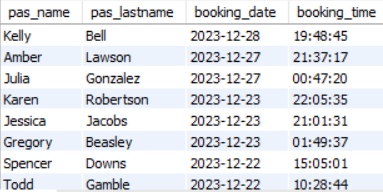 pas_name pas_lastname booking_date booking_time
Kelly Bell 2023-12-28 19:48:45
Amber Lawson 2023-12-27 21:37:17
Julia Gonzalez 2023-12-27 00:47:20
Karen Robertson 2023-12-23 22:05:35
Jessica Jacobs 2023-12-23 21:01:31
Gregory Beasley 2023-12-23 01:49:37
Spencer Downs 2023-12-22 15:05:01
Todd Gamble 2023-12-22 10:28:44